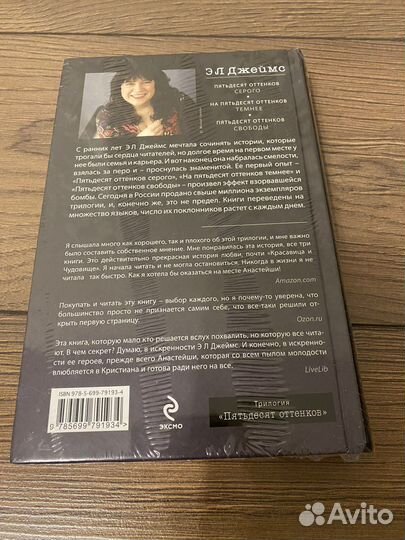 Э Л Джеймс
ПЯТЬДЕСЯТ ОТТЕНКОВ
СЕРОГО
•
НА ПЯТЬДЕСЯТ ОТТЕНКОВ
ТЕМНЕЕ
•
ПЯТЬДЕСЯТ ОТТЕНКОВ
СВОБОДЫ
С ранних лет Э Л Джеймс мечтала сочинять истории, которые
трогали бы сердца читателей, но долгое время на первом месте у
нее были семья и карьера. И вот наконец она набралась смелости,
взялась за перо и – проснулась знаменитой. Ее первый опыт –
«Пятьдесят оттенков серого», «На пятьдесят оттенков темнее» и
«Пятьдесят оттенков свободы» – произвел эффект взорвавшейся
бомбы. Сегодня в России продано свыше миллиона экземпляров
трилогии, и, конечно же, это не предел. Книги переведены на
множество языков, число их поклонников растет с каждым днем.
Я слышала много как хорошего, так и плохого об этой трилогии, и мне важно
было составить собственное мнение. Мне понравилась эта история, все три
книги. Это действительно прекрасная история любви, почти «Красавица и
Чудовище». Я начала читать и не могла остановиться. Никогда в жизни я не
читала так быстро. Как я хотела бы оказаться на месте Анастейши!
Amazon.com
Покупать и читать эту книгу – выбор каждого, но я почему-то уверена, что
большинство просто не признается самим себе, что все-таки решили от-
крыть первую страницу.
Ozon.ru
Эта книга, которую мало кто решается вслух похвалить, но которую все чита-
ют. В чем секрет? Думаю, в искренности Э Л Джеймс. И конечно, в искренно-
сти ее героев, прежде всего Анастейши, которая со всем пылом молодости
влюбляется в Кристиана и готова ради него на все.
LiveLib
ISBN 978-5-699-79193-4
9 785699 791934 >
ЭКСМО
Трилогия
«Пятьдесят оттенков»
Avito